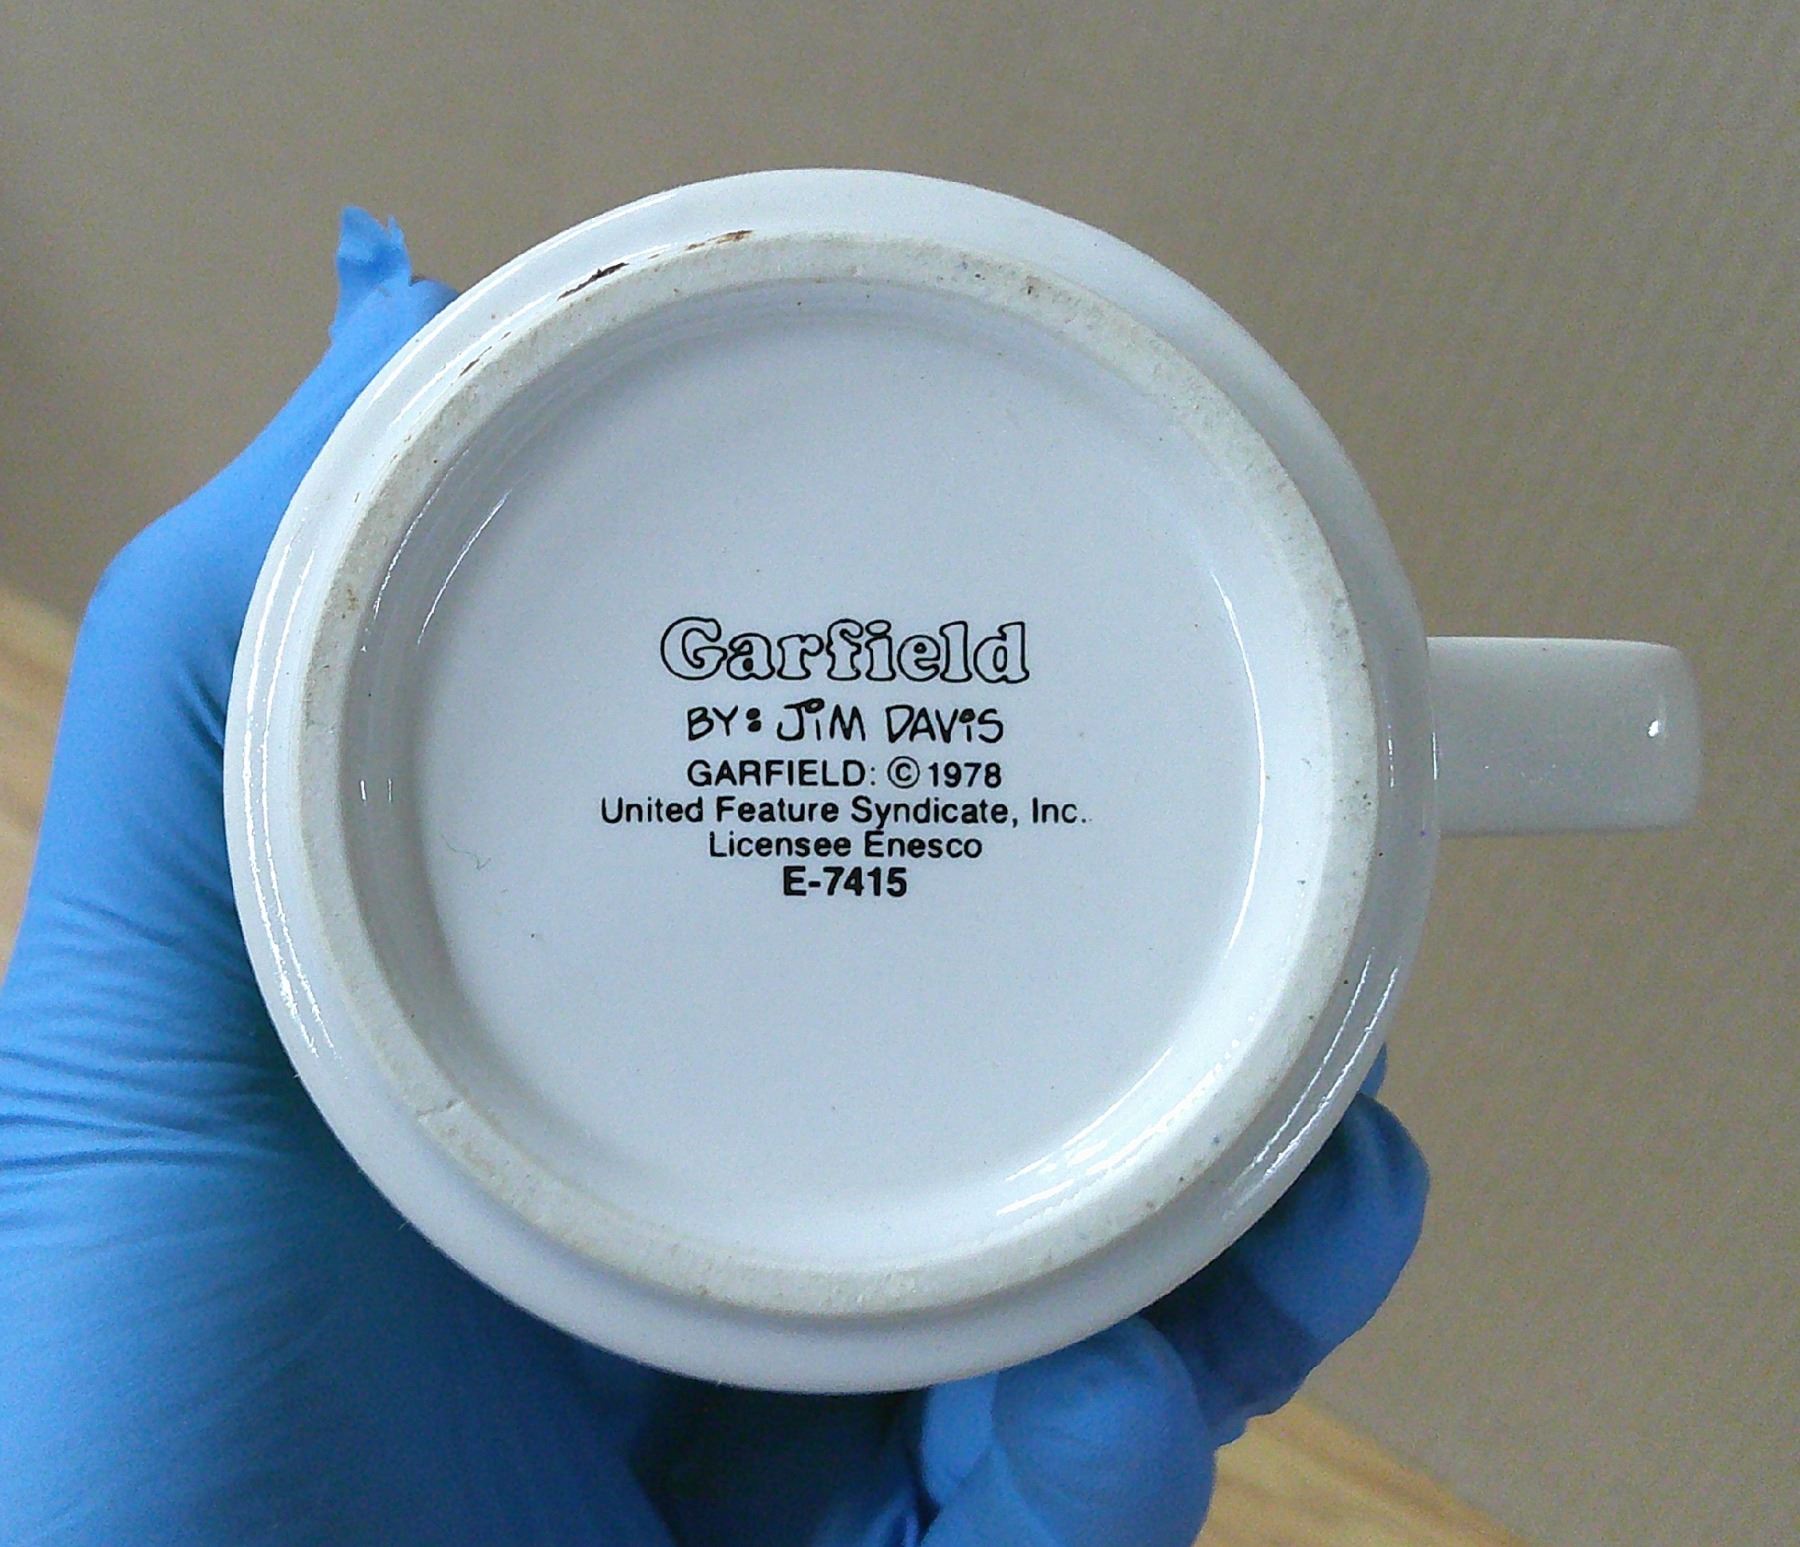 Garfield
BY: JiM DAViS
GARFIELD: © 1978
United Feature Syndicate, Inc.
Licensee Enesco
E-7415